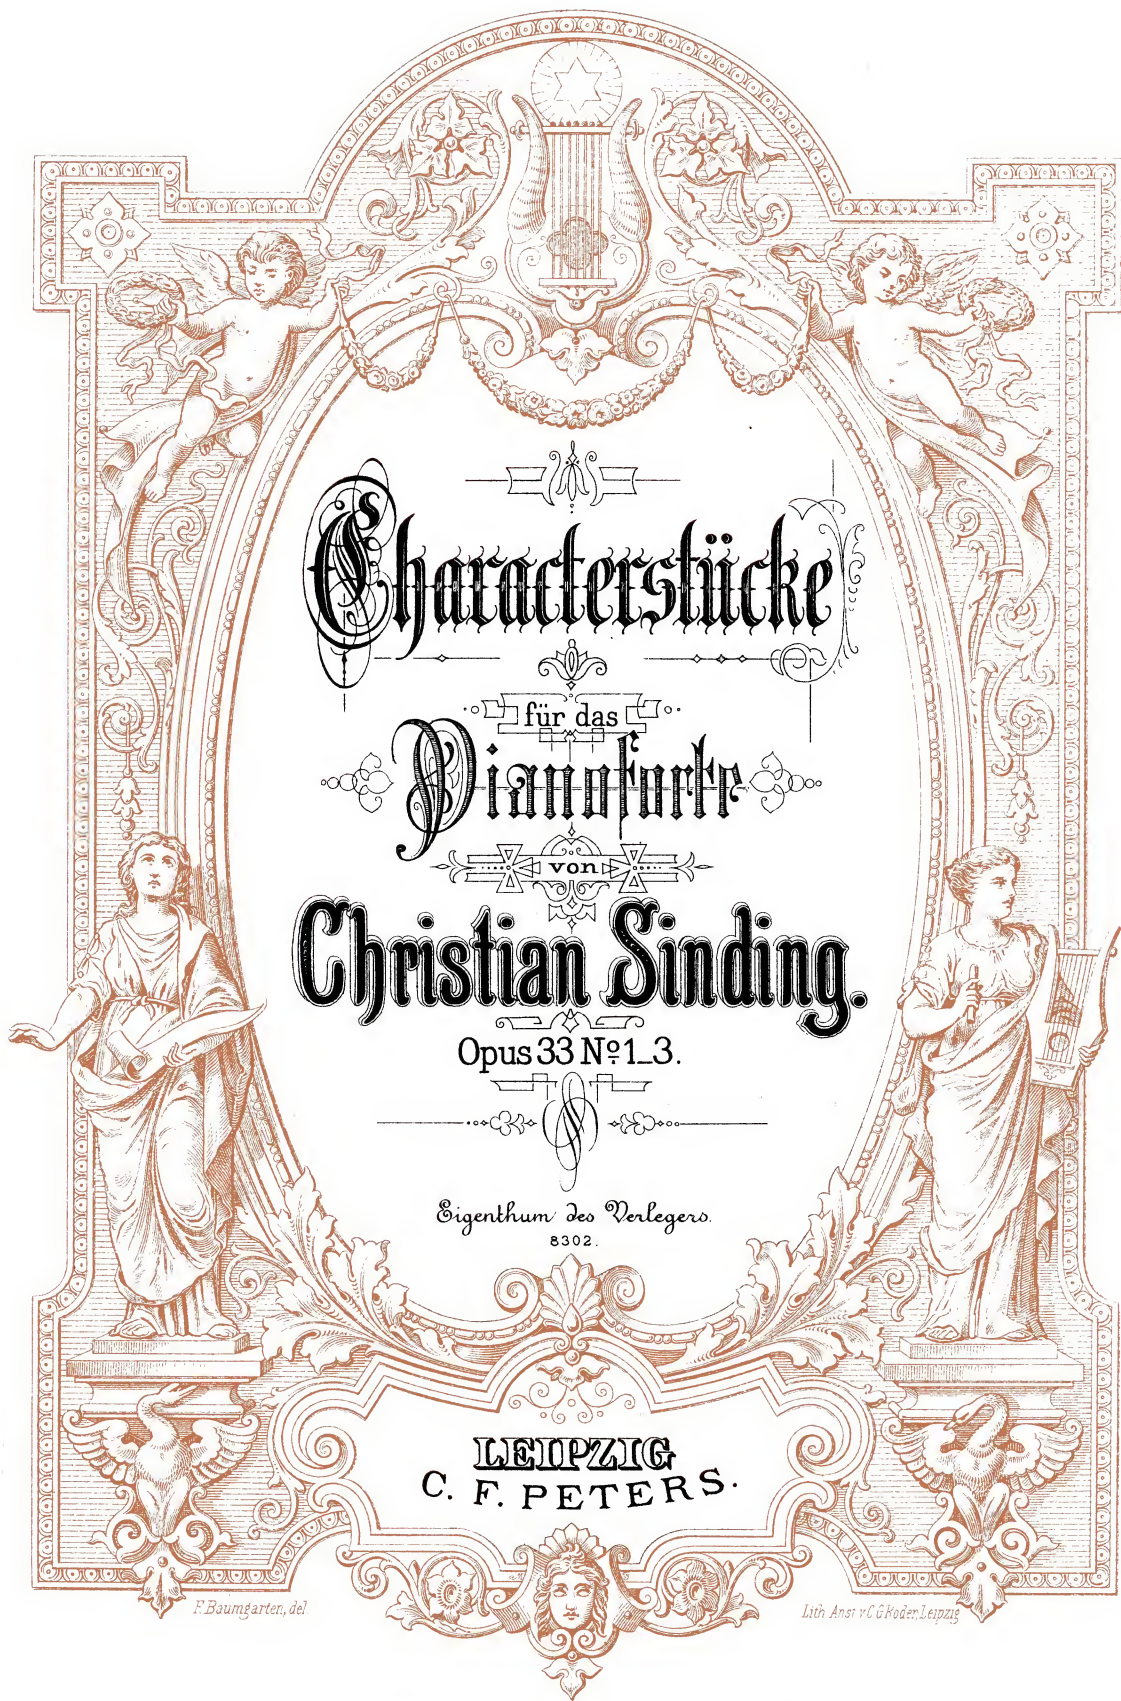 Characterstücke
für das
Pianoforte
von
Christian Sinding.
Opus 33 Nº 1_3.
Eigenthum des Verlegers.
8302.
LEIPZIG
C. F. PETERS.
F. Baumgarten, del.
Lith Anst v C G Röder, Leipzig